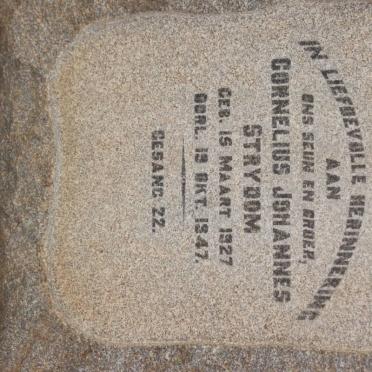 IN LIEFDEVOLLE HERINNERING
AAN
ONS SEUN EN BROER,
CORNELIUS JOHANNES
STRYDOM
GEB. 15 MAART 1927
OORL. 19 OKT. 1947.
GESANG 22.